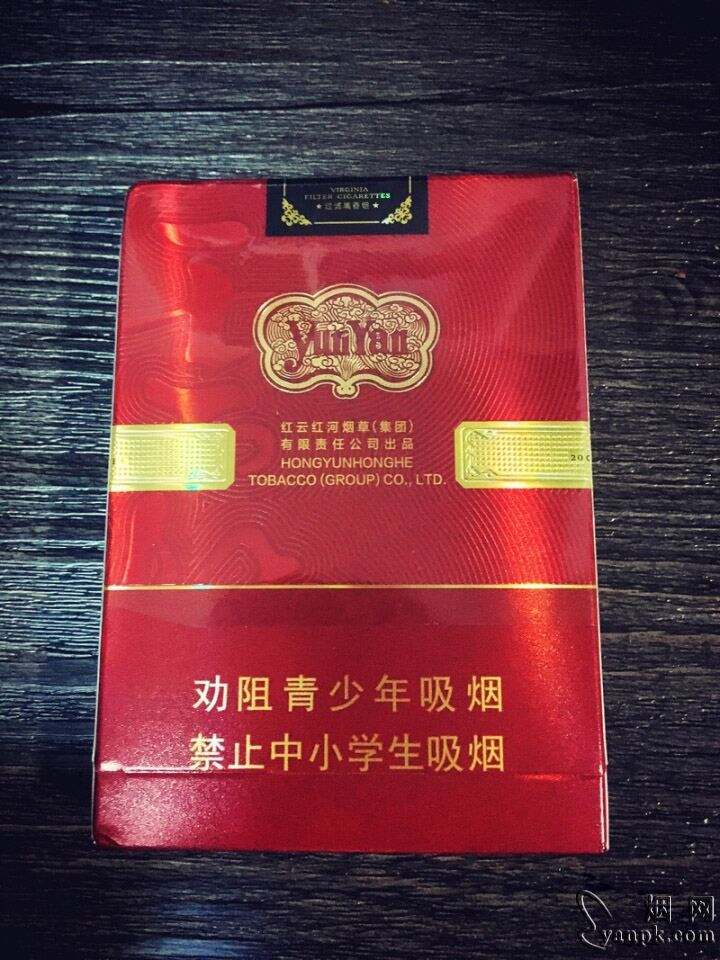 VIRGINIA
FILTER CIGARETTES
YunYan
红云红河烟草(集团)
有限责任公司出品
HONGYUNHONGHE
TOBACCO (GROUP) CO., LTD.
劝阻青少年吸烟
禁止中小学生吸烟
烟网
yanpk.com